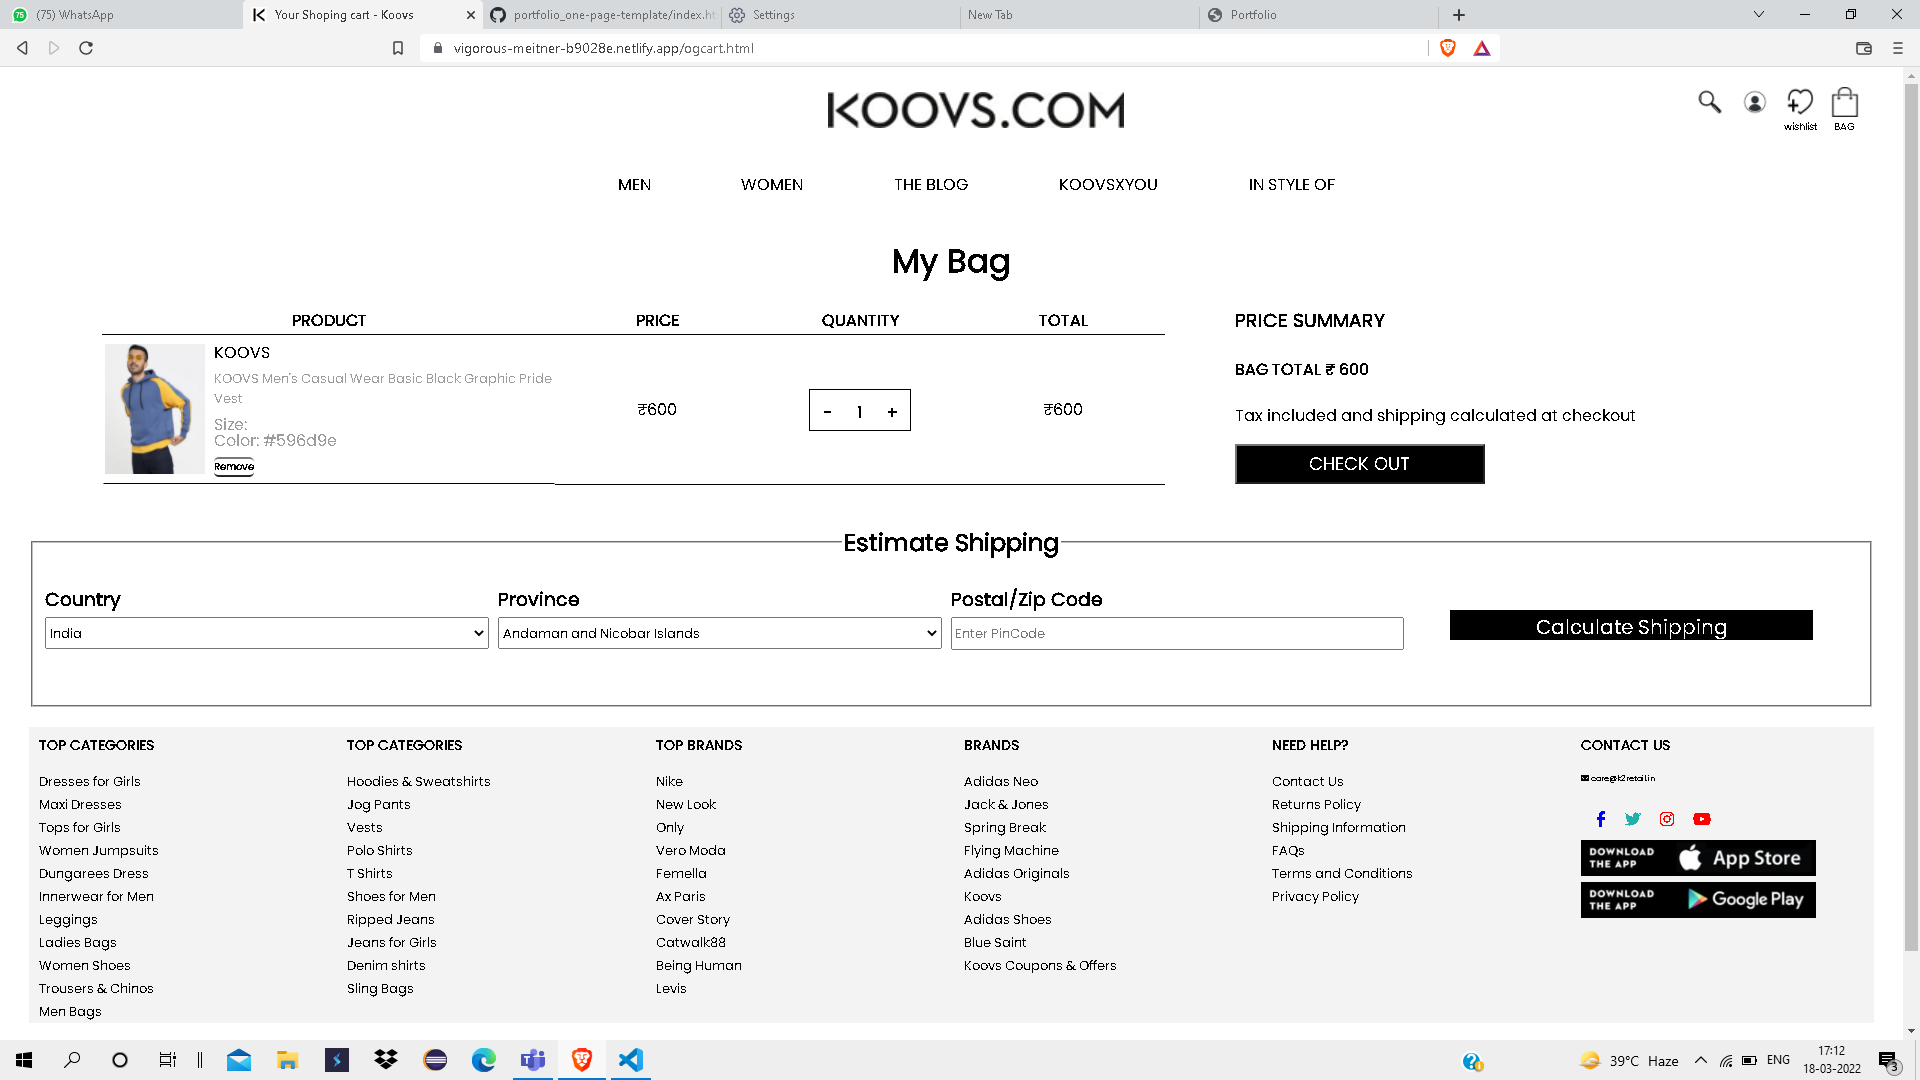 75 (75) WhatsApp
Your Shoping cart - Koovs
portfolio_one-page-template/index.ht
Settings
New Tab
Portfolio
vigorous-meitner-b9028e.netlify.app/ogcart.html
KOOVS.COM
wishlist
BAG
MEN WOMEN THE BLOG KOOVSXYOU IN STYLE OF
My Bag
PRODUCT PRICE QUANTITY TOTAL
KOOVS
KOOVS Men's Casual Wear Basic Black Graphic Pride
Vest
Size:
Color: #596d9e
Remove
₹600
- 1 +
₹600
PRICE SUMMARY
BAG TOTAL ₹ 600
Tax included and shipping calculated at checkout
CHECK OUT
Estimate Shipping
Country
India
Province
Andaman and Nicobar Islands
Postal/Zip Code
Enter PinCode
Calculate Shipping
TOP CATEGORIES
Dresses for Girls
Maxi Dresses
Tops for Girls
Women Jumpsuits
Dungarees Dress
Innerwear for Men
Leggings
Ladies Bags
Women Shoes
Trousers & Chinos
Men Bags
TOP CATEGORIES
Hoodies & Sweatshirts
Jog Pants
Vests
Polo Shirts
T Shirts
Shoes for Men
Ripped Jeans
Jeans for Girls
Denim shirts
Sling Bags
TOP BRANDS
Nike
New Look
Only
Vero Moda
Femella
Ax Paris
Cover Story
Catwalk88
Being Human
Levis
BRANDS
Adidas Neo
Jack & Jones
Spring Break
Flying Machine
Adidas Originals
Koovs
Adidas Shoes
Blue Saint
Koovs Coupons & Offers
NEED HELP?
Contact Us
Returns Policy
Shipping Information
FAQs
Terms and Conditions
Privacy Policy
CONTACT US
care@k2retail.in
DOWNLOAD
THE APP
App Store
DOWNLOAD
THE APP
Google Play
39°C Haze
ENG
17:12
18-03-2022
3